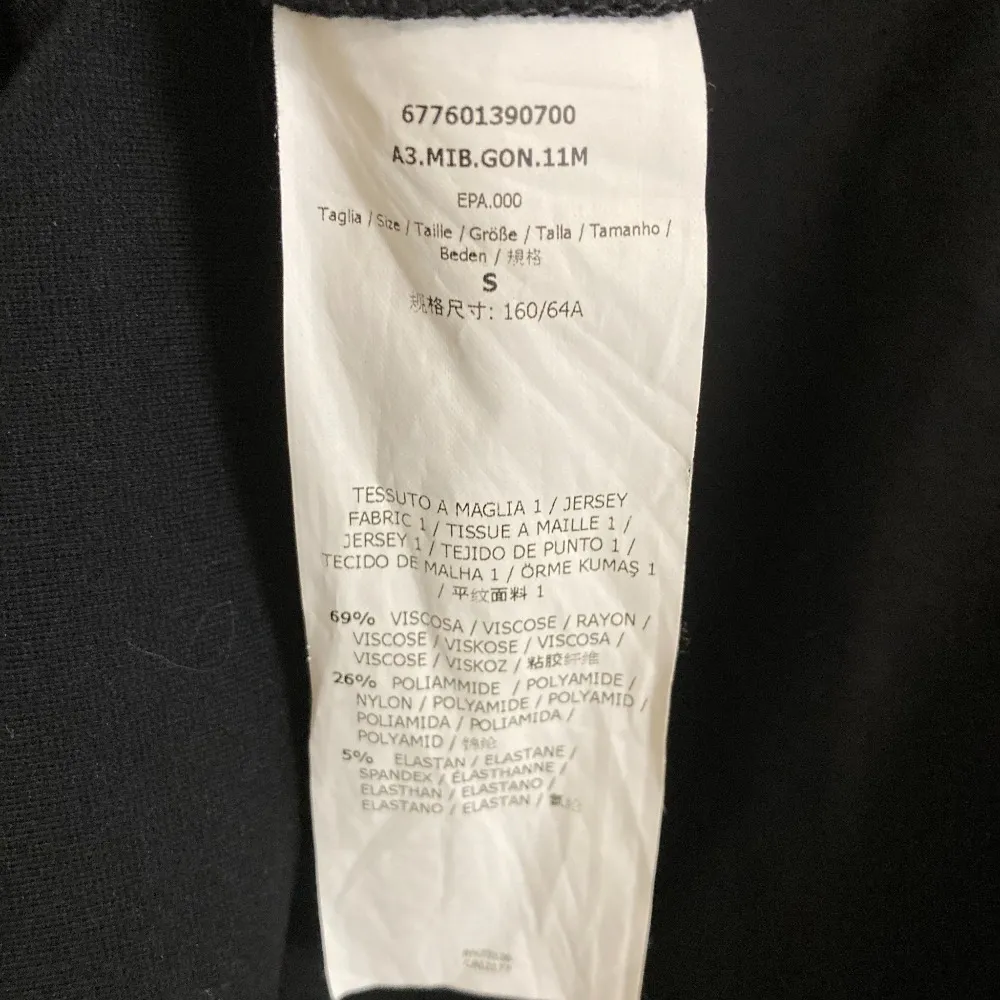 677601390700
A3.MIB.GON.11M
EPA.000
Taglia / Size / Taille / Größe / Talla / Tamanho /
Beden / 規格
S
规格尺寸: 160/64A
TESSUTO A MAGLIA 1 / JERSEY
FABRIC 1 / TISSUE A MAILLE 1 /
JERSEY 1 / TEJIDO DE PUNTO 1 /
TECIDO DE MALHA 1 / ÖRME KUMAŞ 1
/ 平纹面料 1
69% VISCOSA / VISCOSE / RAYON /
VISCOSE / VISKOSE / VISCOSA /
VISCOSE / VISKOZ / 粘胶纤维
26% POLIAMMIDE / POLYAMIDE /
NYLON / POLYAMIDE / POLYAMID /
POLIAMIDA / POLIAMIDA /
POLYAMID / 锦纶
5% ELASTAN / ELASTANE /
SPANDEX / ÉLASTHANNE /
ELASTHAN / ELASTANO /
ELASTANO / ELASTAN / 氨纶